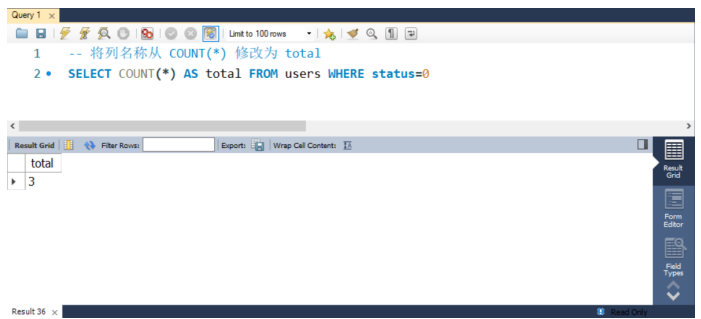 Query 1
Limit to 100 rows
1 -- 将列名称从 COUNT(*) 修改为 total
2 SELECT COUNT(*) AS total FROM users WHERE status=0
Result Grid Filter Rows: Export: Wrap Cell Content:
total
3
Result
Grid
Form
Editor
Field
Types
Result 36
Read Only